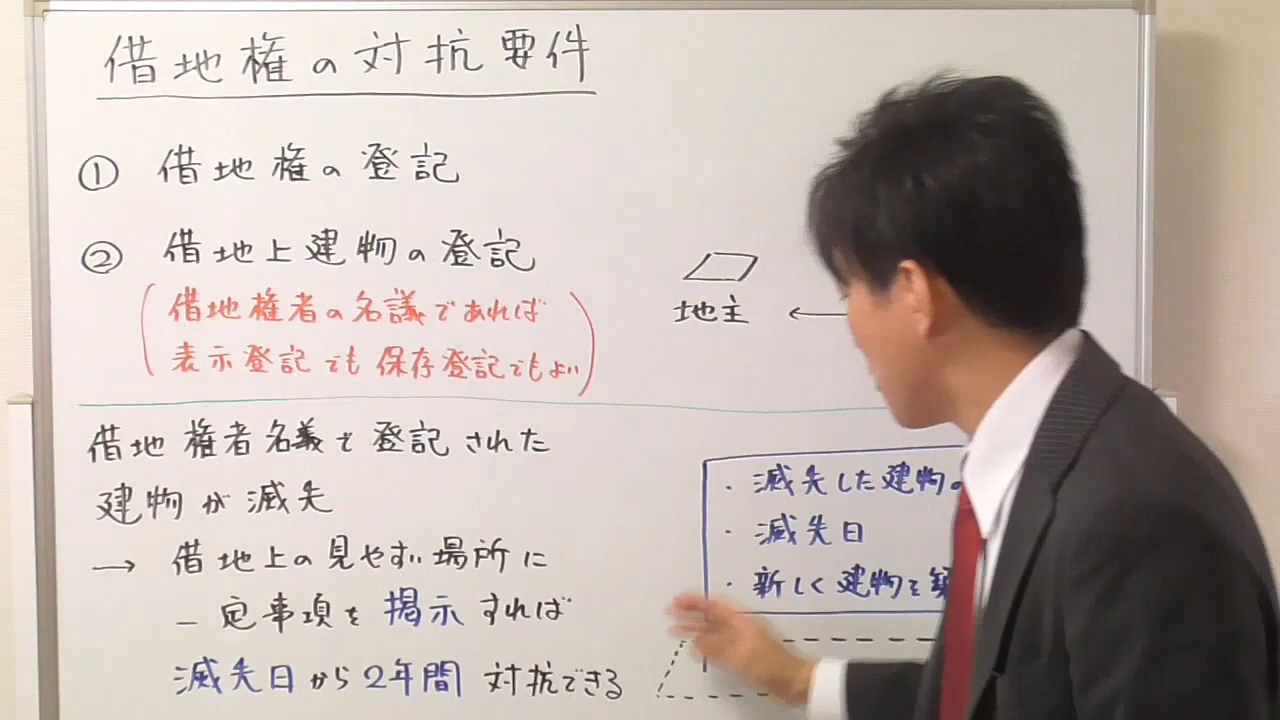 借地権の対抗要件
① 借地権の登記
② 借地上建物の登記
(借地権者の名議であれば
表示登記でも保存登記でもよい)
地主 ←
借地権者名義で登記された
建物が滅失
→ 借地上の見やすい場所に
一定事項を掲示すれば
滅失日から2年間 対抗できる
・滅失した建物の
・滅失日
・新しく建物を